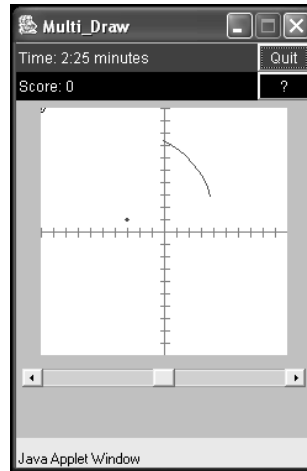 Multi_Draw
Time: 2:25 minutes
Quit
Score: 0
?
Java Applet Window